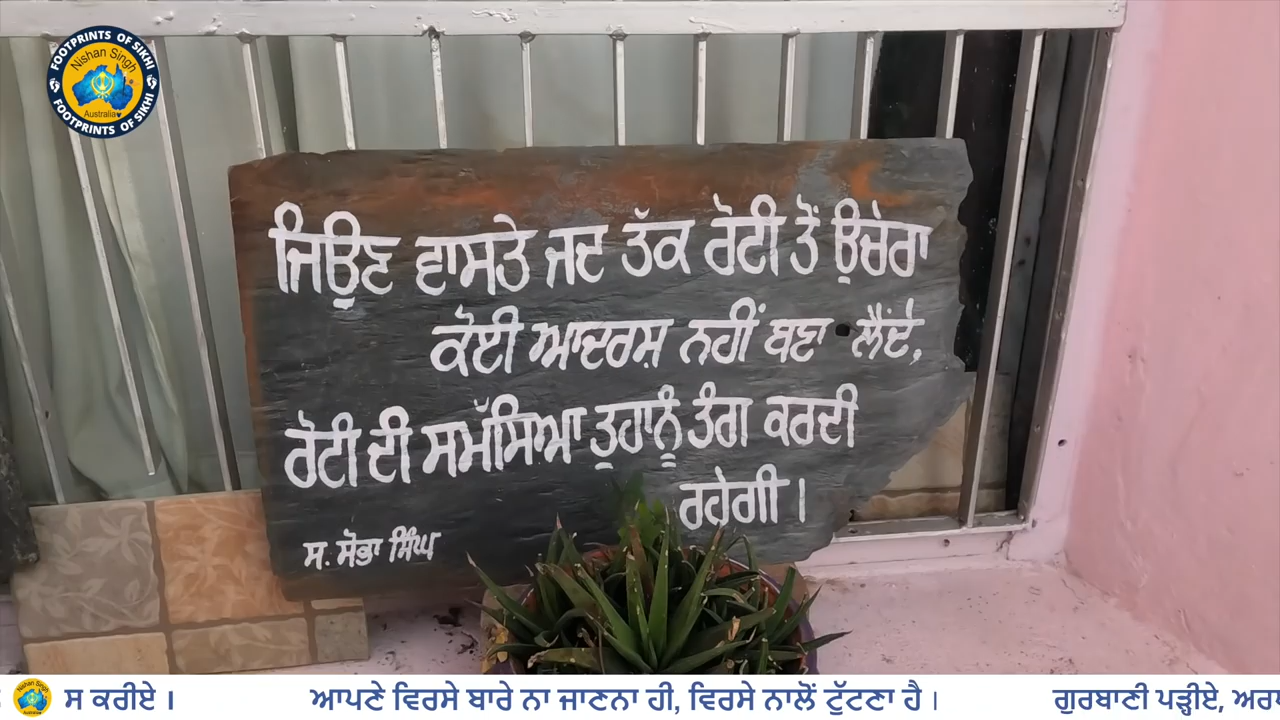 FOOTPRINTS OF SIKHI
Nishan Singh
Australia
FOOTPRINTS OF SIKHI
ਜਿਉਣ ਵਾਸਤੇ ਜਦ ਤੱਕ ਰੋਟੀ ਤੋਂ ਉਚੇਰਾ
ਕੋਈ ਆਦਰਸ਼ ਨਹੀਂ ਬਣਾ ਲੈਂਦੇ,
ਰੋਟੀ ਦੀ ਸਮੱਸਿਆ ਤੁਹਾਨੂੰ ਤੰਗ ਕਰਦੀ
ਰਹੇਗੀ।
ਸ. ਸੋਭਾ ਸਿੰਘ
ਸ ਕਰੀਏ । ਆਪਣੇ ਵਿਰਸੇ ਬਾਰੇ ਨਾ ਜਾਣਨਾ ਹੀ, ਵਿਰਸੇ ਨਾਲੋਂ ਟੁੱਟਣਾ ਹੈ। ਗੁਰਬਾਣੀ ਪੜ੍ਹੀਏ,